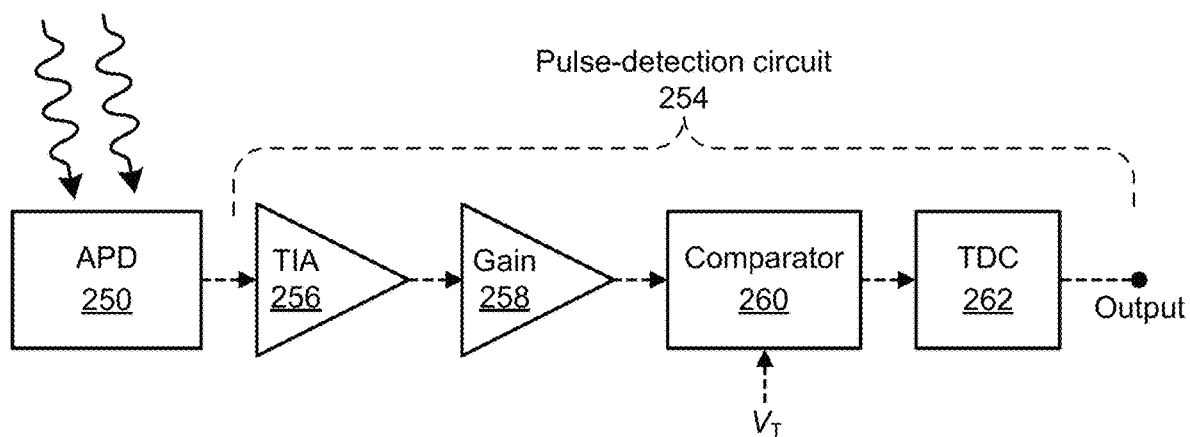 Pulse-detection circuit
254
APD
250
TIA
256
Gain
258
Comparator
260
TDC
262
Output
VT